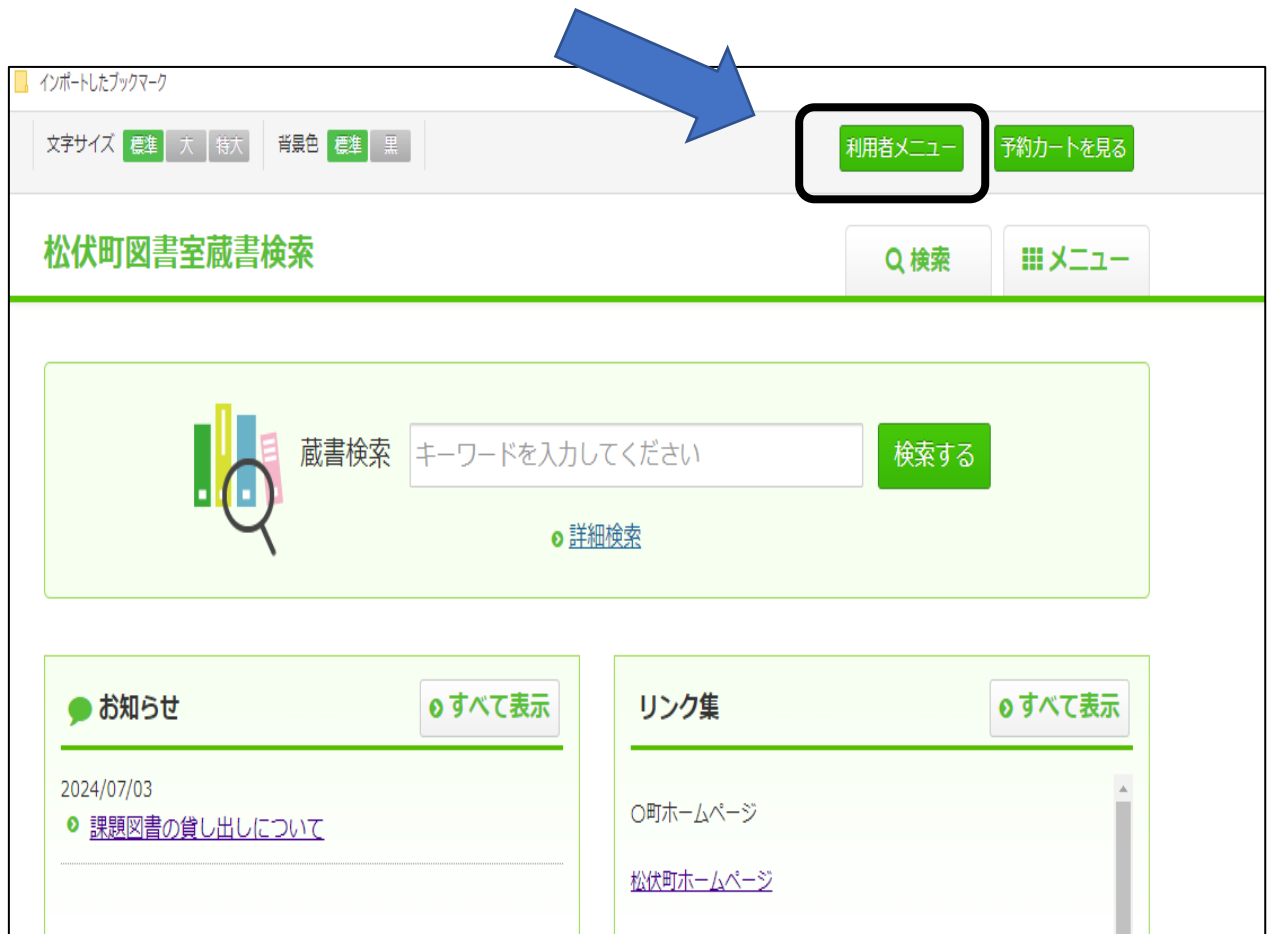 インポートしたブックマーク
文字サイズ 標準 大 特大 背景色 標準 黒 利用者メニュー 予約カートを見る
松伏町図書室蔵書検索 検索 メニュー
蔵書検索 キーワードを入力してください 検索する
詳細検索
お知らせ すべて表示
2024/07/03
課題図書の貸し出しについて
リンク集 すべて表示
〇町ホームページ
松伏町ホームページ